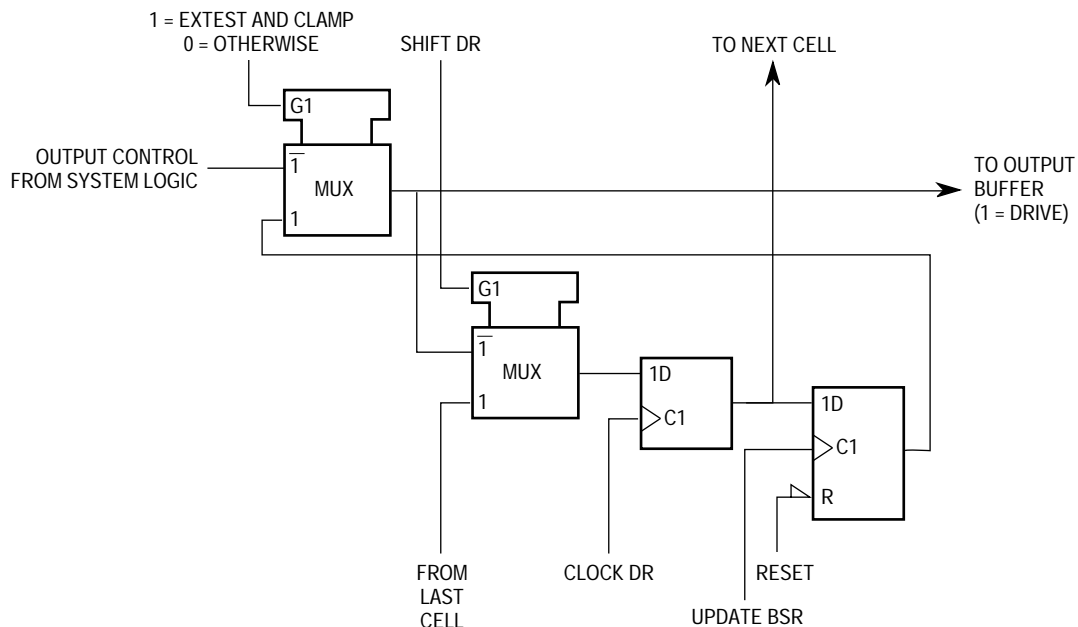 1 = EXTEST AND CLAMP
0 = OTHERWISE
SHIFT DR
TO NEXT CELL
G1
OUTPUT CONTROL
FROM SYSTEM LOGIC
1
MUX
1
TO OUTPUT
BUFFER
(1 = DRIVE)
G1
1
MUX
1
1D
C1
1D
C1
R
FROM
LAST
CELL
CLOCK DR
RESET
UPDATE BSR